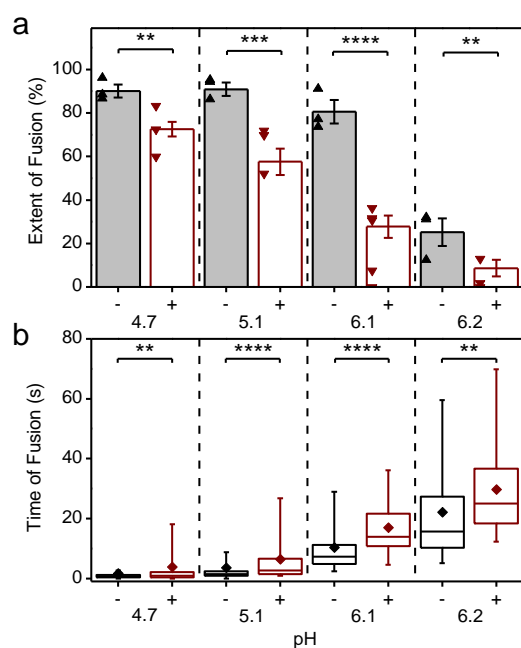 a
** *** **** **
Extent of Fusion (%)
100
80
60
40
20
0
- + - + - + - +
4.7 5.1 6.1 6.2
b
** **** **** **
Time of Fusion (s)
80
60
40
20
0
- + - + - + - +
4.7 5.1 6.1 6.2
pH